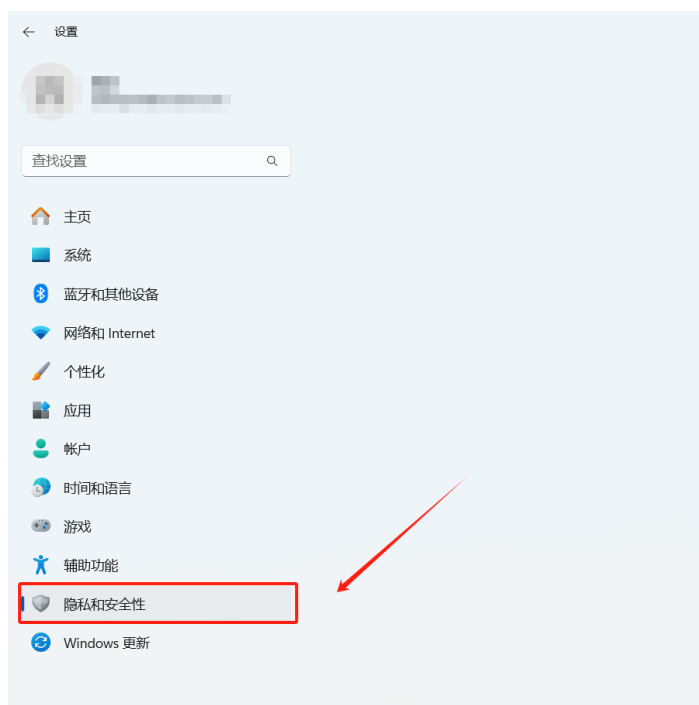 设置
查找设置
主页
系统
蓝牙和其他设备
网络和 Internet
个性化
应用
帐户
时间和语言
游戏
辅助功能
隐私和安全性
Windows 更新